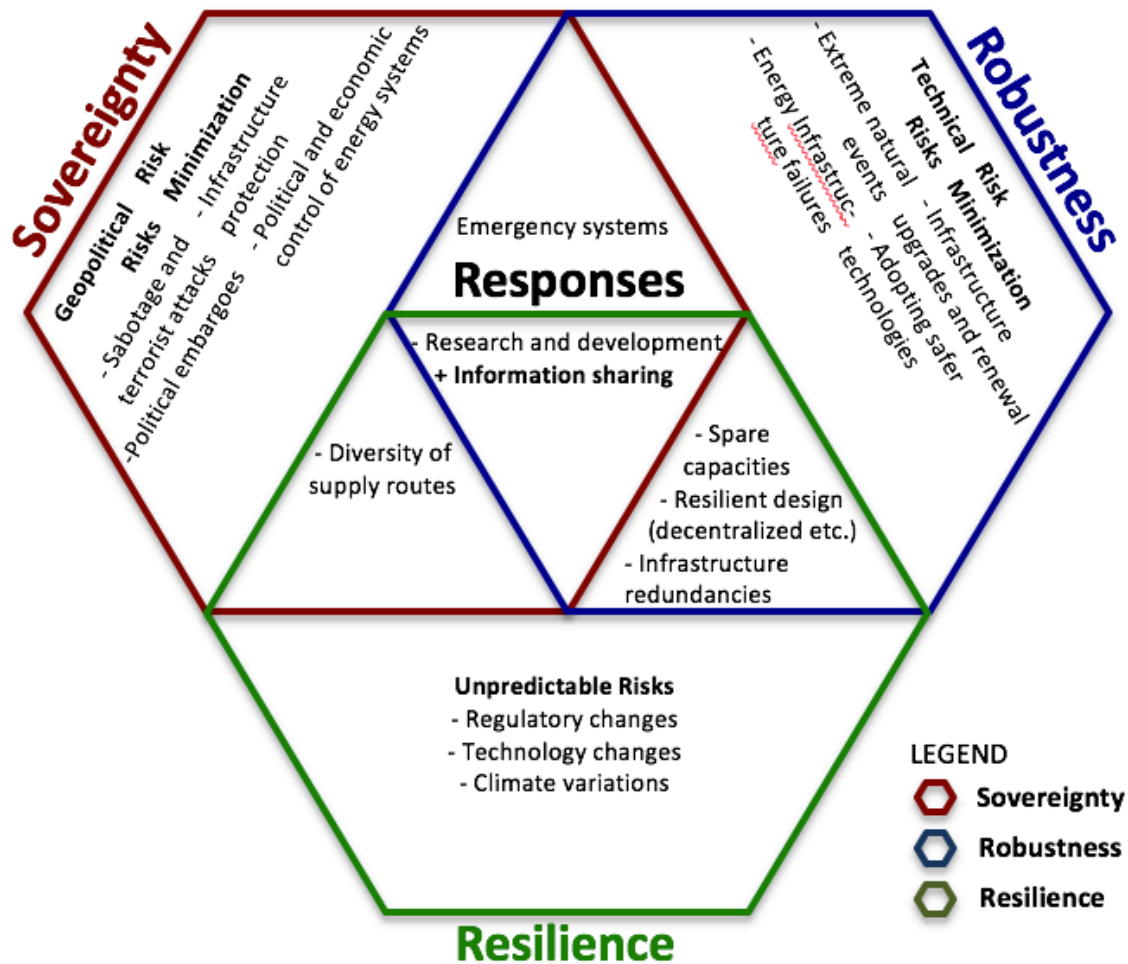 Sovereignty
Geopolitical Risk
Risks Minimization
- Sabotage and - Infrastructure
terrorist attacks protection
-Political embargoes - Political and economic
control of energy systems
Robustness
Technical Risk
Risks Minimization
- Extreme natural - Infrastructure
events upgrades and renewal
- Energy Infrastruc- - Adopting safer
ture failures technologies
Emergency systems
Responses
- Research and development
+ Information sharing
- Diversity of
supply routes
- Spare
capacities
- Resilient design
(decentralized etc.)
- Infrastructure
redundancies
Unpredictable Risks
- Regulatory changes
- Technology changes
- Climate variations
Resilience
LEGEND
Sovereignty
Robustness
Resilience